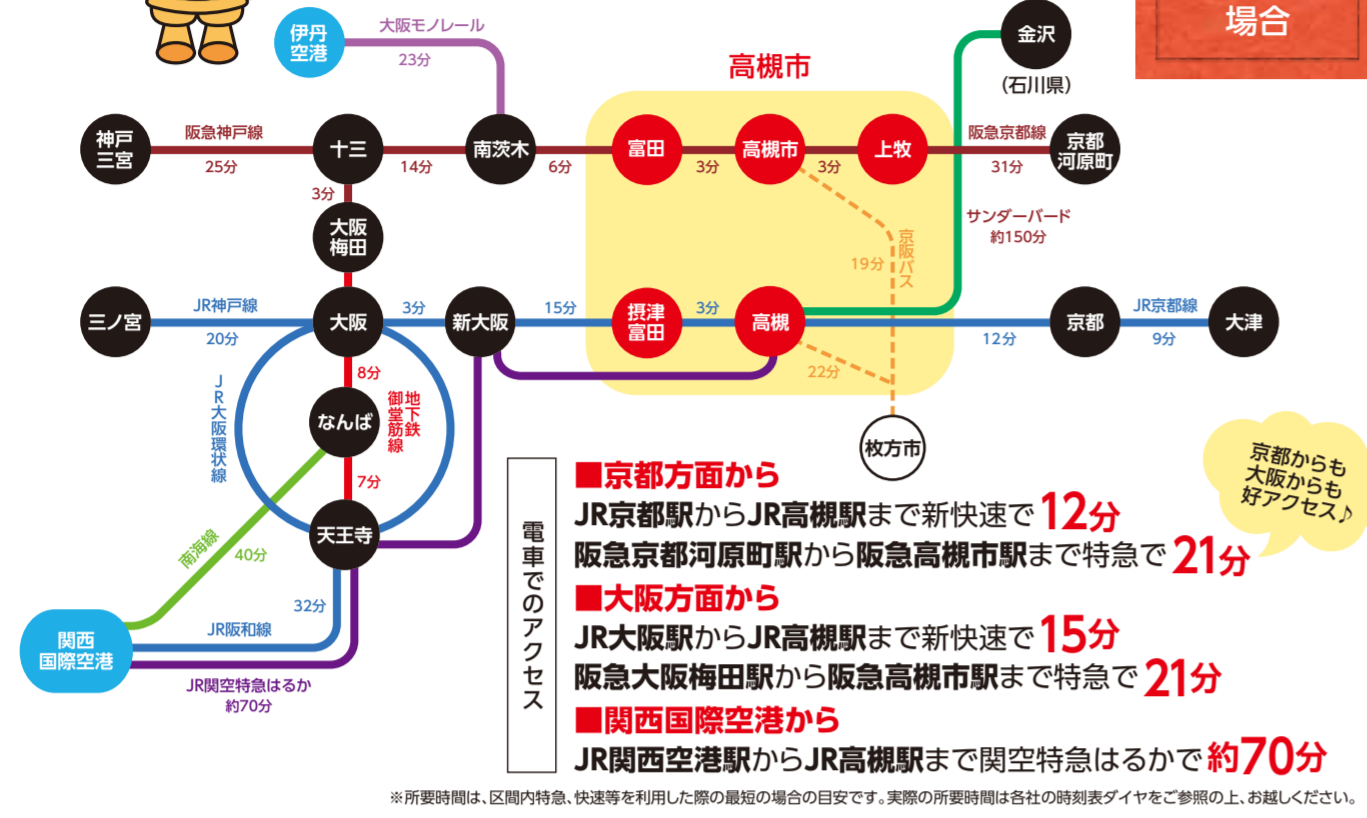 場合
伊丹
空港
大阪モノレール
23分
高槻市
金沢
(石川県)
神戸
三宮
阪急神戸線
25分
十三
14分
南茨木
6分
富田
3分
高槻市
3分
上牧
阪急京都線
31分
京都
河原町
3分
大阪
梅田
サンダーバード
約150分
京阪バス
19分
三ノ宮
JR神戸線
20分
大阪
3分
新大阪
15分
摂津
富田
3分
高槻
12分
京都
JR京都線
9分
大津
22分
枚方市
8分
地下鉄
御堂筋線
JR大阪環状線
なんば
7分
天王寺
南海線
40分
32分
JR阪和線
関西
国際空港
JR関空特急はるか
約70分
京都からも
大阪からも
好アクセス♪
電車でのアクセス
■京都方面から
JR京都駅からJR高槻駅まで新快速で12分
阪急京都河原町駅から阪急高槻市駅まで特急で21分
■大阪方面から
JR大阪駅からJR高槻駅まで新快速で15分
阪急大阪梅田駅から阪急高槻市駅まで特急で21分
■関西国際空港から
JR関西空港駅からJR高槻駅まで関空特急はるかで約70分
※所要時間は、区間内特急、快速等を利用した際の最短の場合の目安です。実際の所要時間は各社の時刻表ダイヤをご参照の上、お越しください。